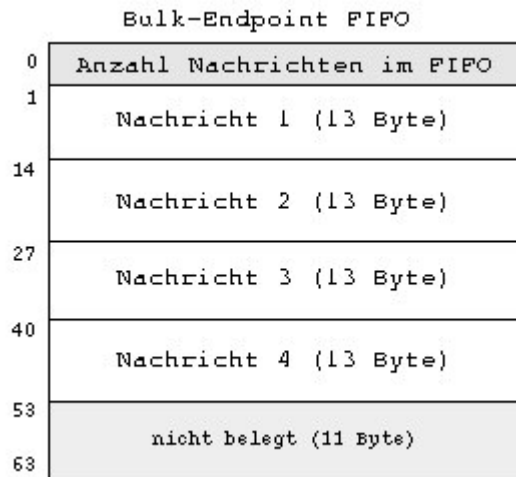 Bulk-Endpoint FIFO
0
Anzahl Nachrichten im FIFO
1
Nachricht 1 (13 Byte)
14
Nachricht 2 (13 Byte)
27
Nachricht 3 (13 Byte)
40
Nachricht 4 (13 Byte)
53
nicht belegt (11 Byte)
63